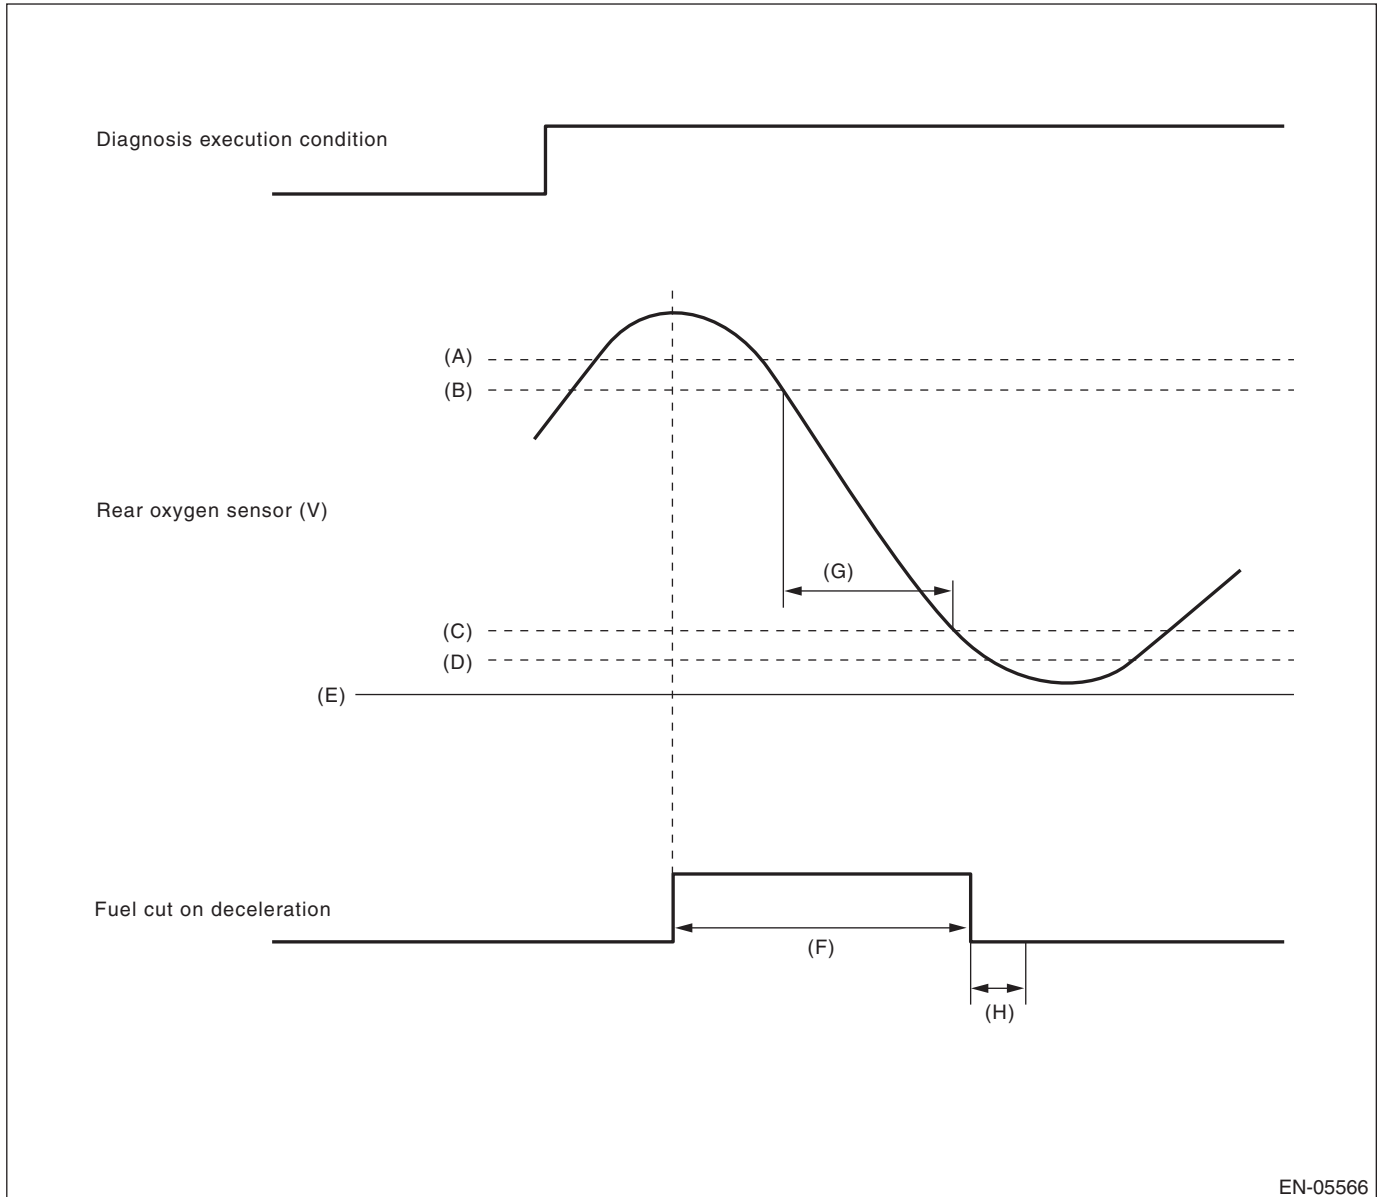 Diagnosis execution condition
(A)
(B)
Rear oxygen sensor (V)
(G)
(C)
(D)
(E)
Fuel cut on deceleration
(F)
(H)
EN-05566